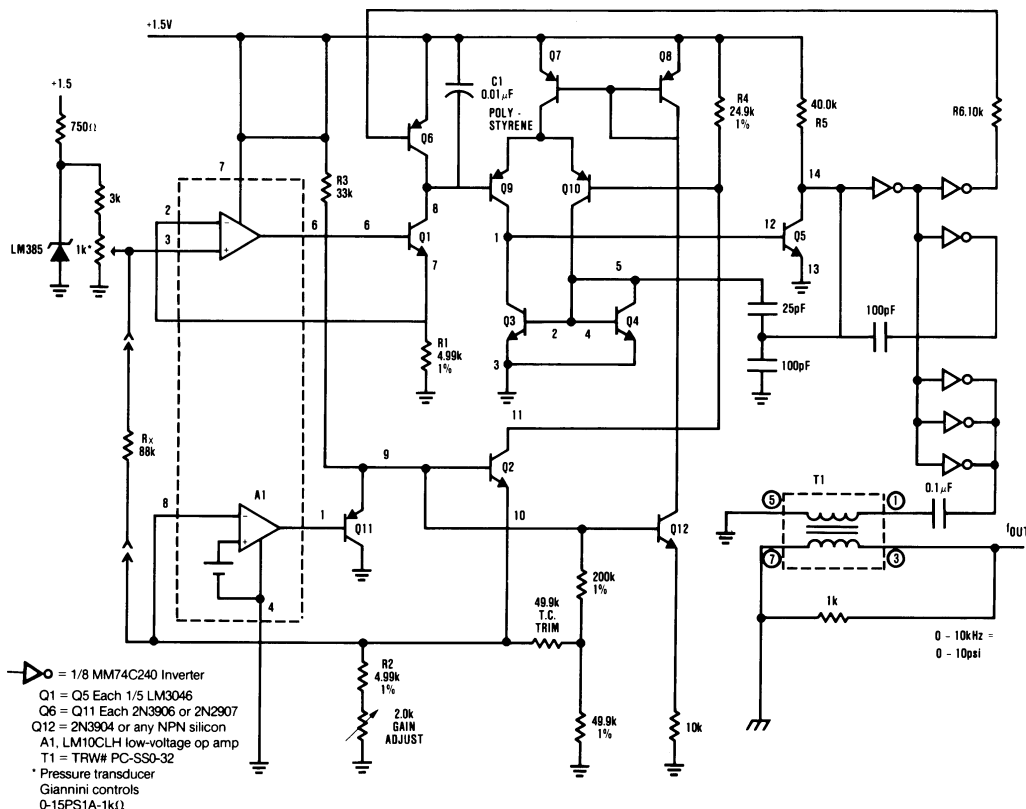 +1.5V
+1.5
750Ω
3k
1k*
LM385
7
2
3
6
6
R3
33k
Q6
C1
0.01μF
POLY-
STYRENE
8
Q1
7
R1
4.99k
1%
Q7
Q8
Q9
Q10
1
5
Q3
2
4
Q4
3
R4
24.9k
1%
40.0k
R5
R6.10k
14
12
Q5
13
25pF
100pF
100pF
Rx
88k
8
A1
1
4
Q11
9
11
Q2
10
Q12
200k
1%
49.9k
T.C.
TRIM
R2
4.99k
1%
2.0k
GAIN
ADJUST
49.9k
1%
10k
T1
5
1
7
3
0.1μF
fOUT
1k
0 - 10kHz =
0 - 10psi
= 1/8 MM74C240 Inverter
Q1 = Q5 Each 1/5 LM3046
Q6 = Q11 Each 2N3906 or 2N2907
Q12 = 2N3904 or any NPN silicon
A1, LM10CLH low-voltage op amp
T1 = TRW# PC-SS0-32
* Pressure transducer
Giannini controls
0-15PS1A-1kΩ